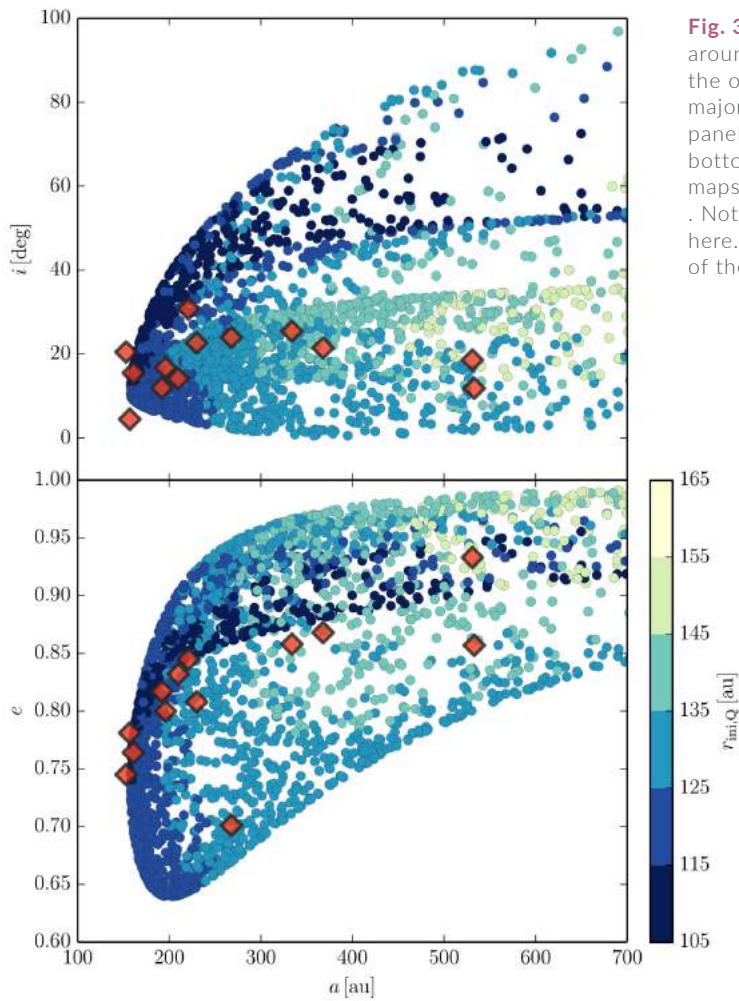 100
80
60
40
20
0
i [deg]
1.00
0.95
0.90
0.85
0.80
0.75
0.70
0.65
0.60
e
100 200 300 400 500 600 700
a [au]
165
155
145
135
125
115
105
r_ini,Q [au]
Fig. 3
aroun
the o
major
panel
botto
maps
. Not
here.
of the